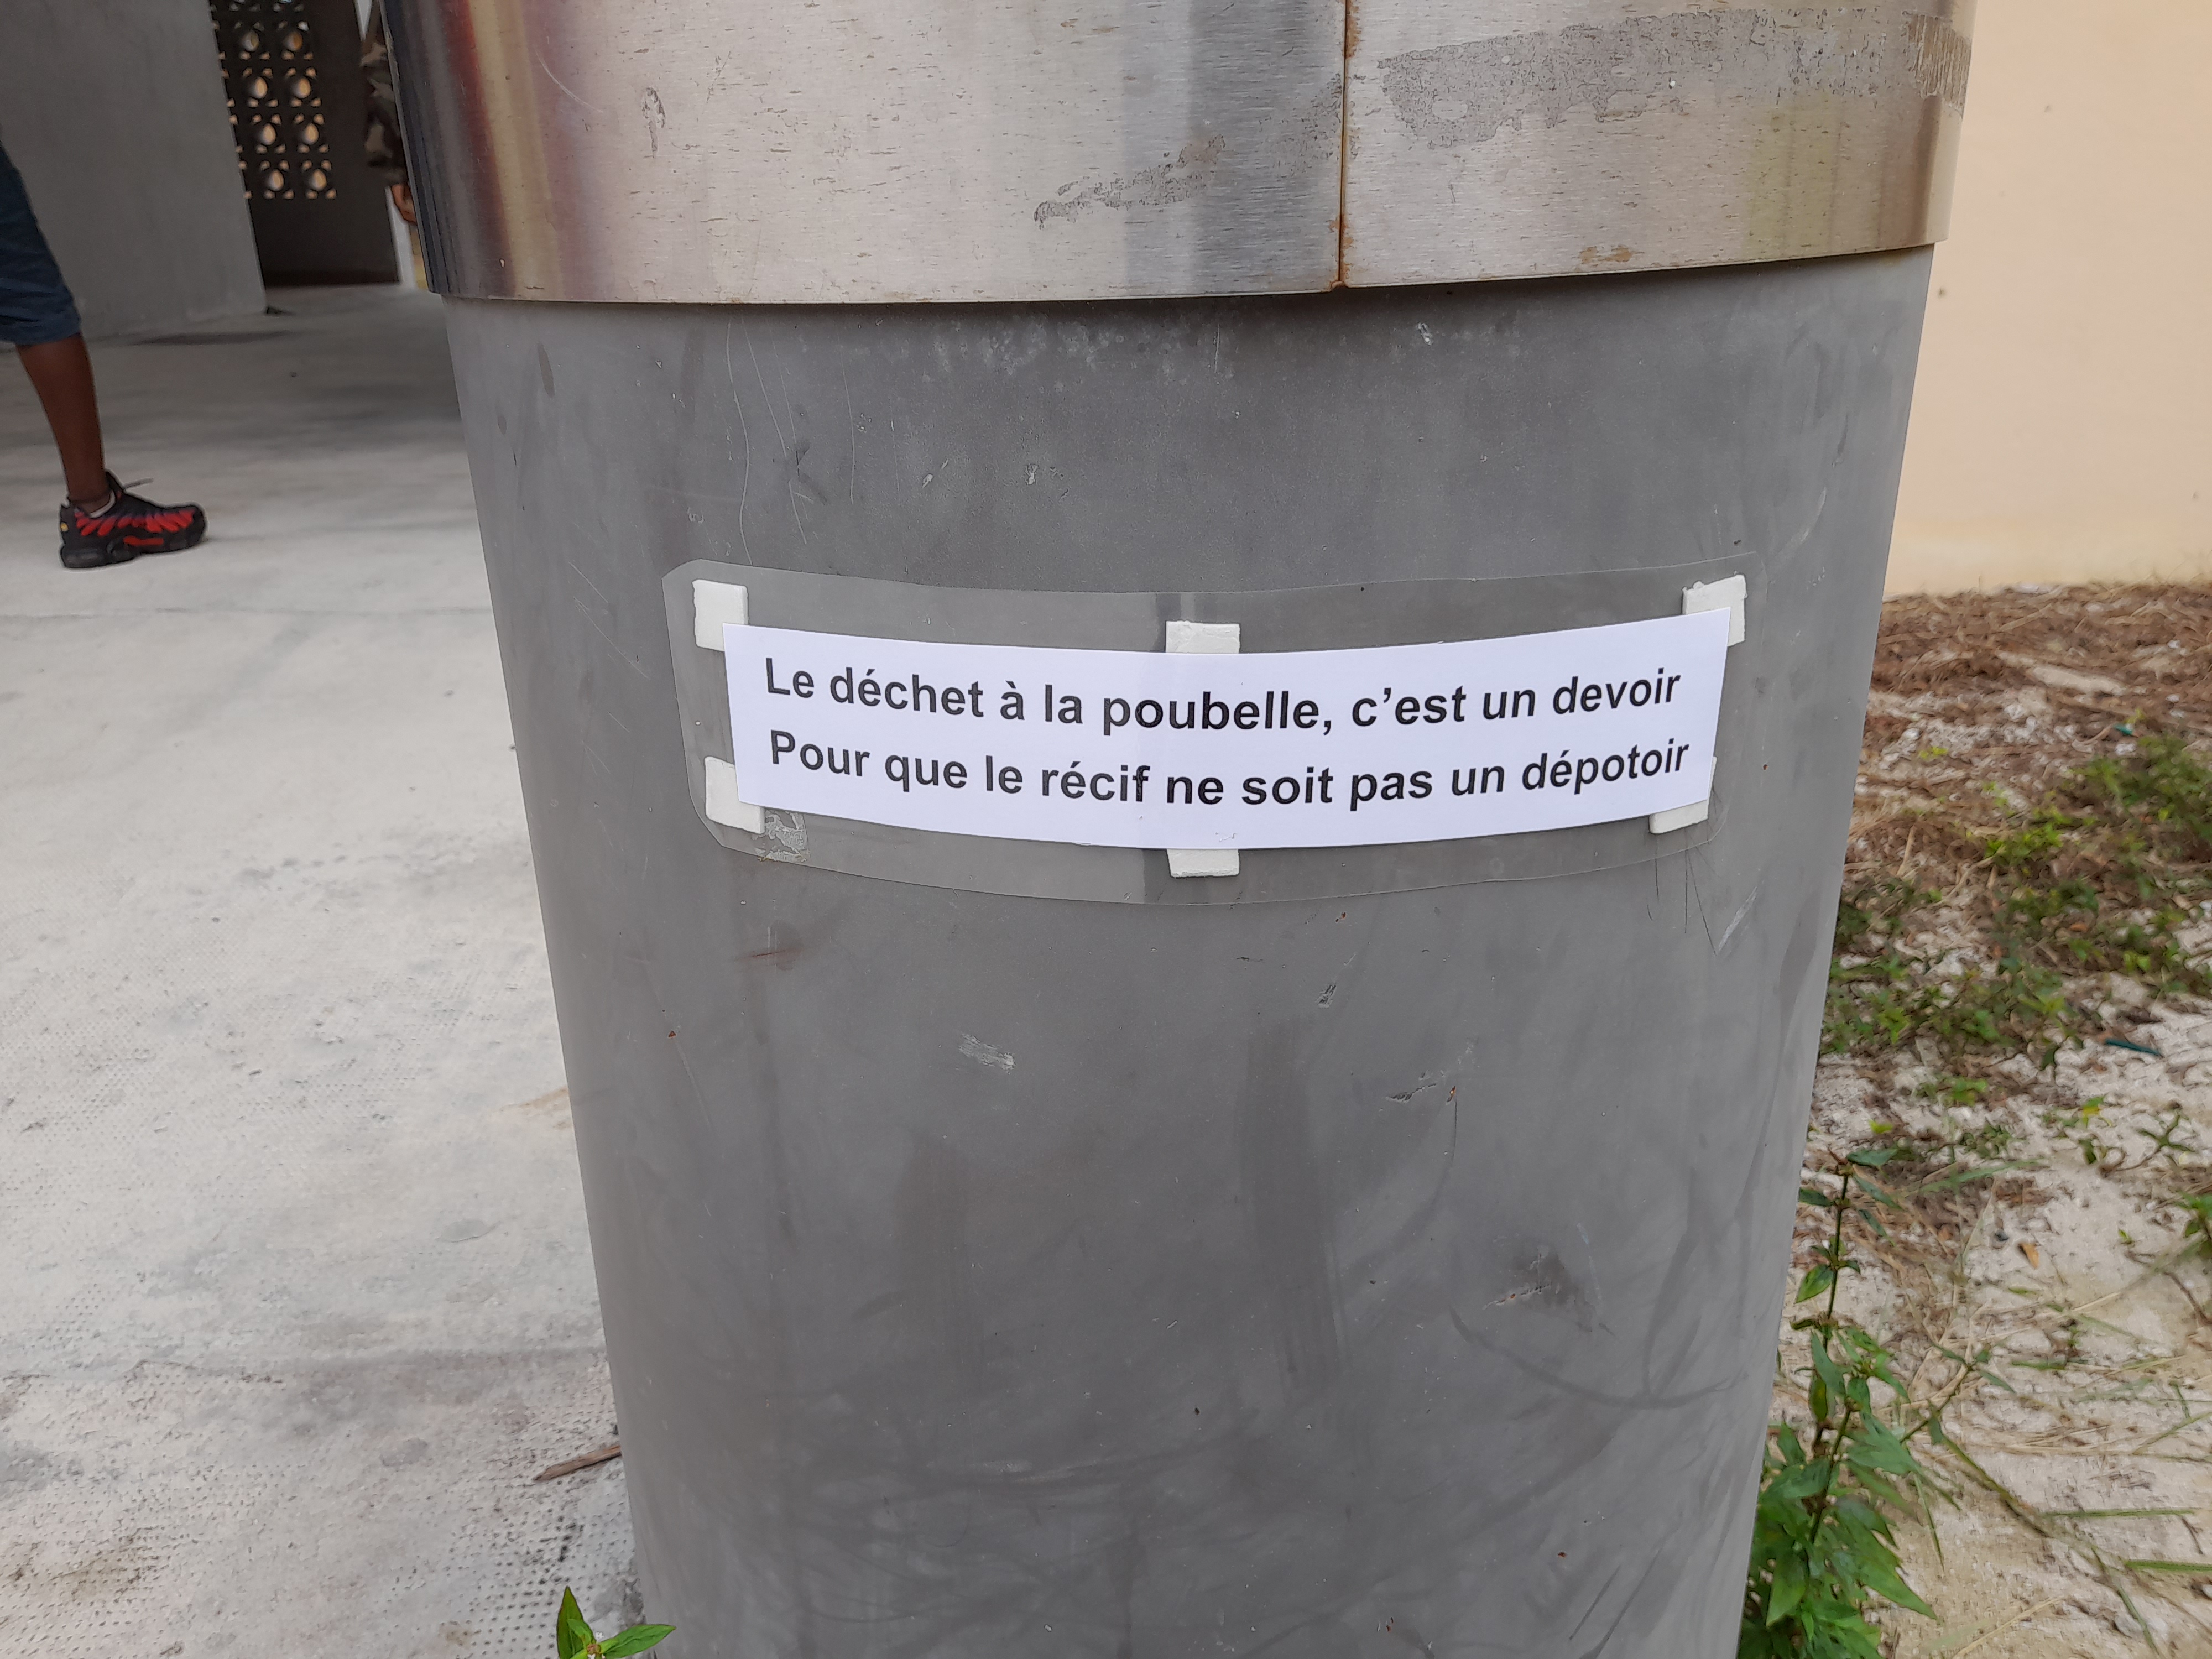 Le déchet à la poubelle, c’est un devoir
Pour que le récif ne soit pas un dépotoir